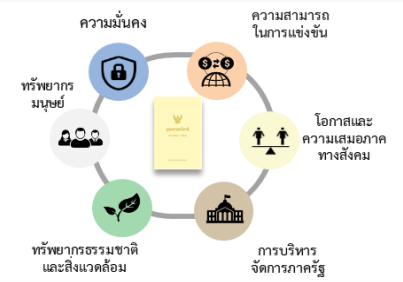 ความมั่นคง
ความสามารถ
ในการแข่งขัน
ทรัพยากร
มนุษย์
โอกาสและ
ความเสมอภาค
ทางสังคม
ทรัพยากรธรรมชาติ
และสิ่งแวดล้อม
การบริหาร
จัดการภาครัฐ